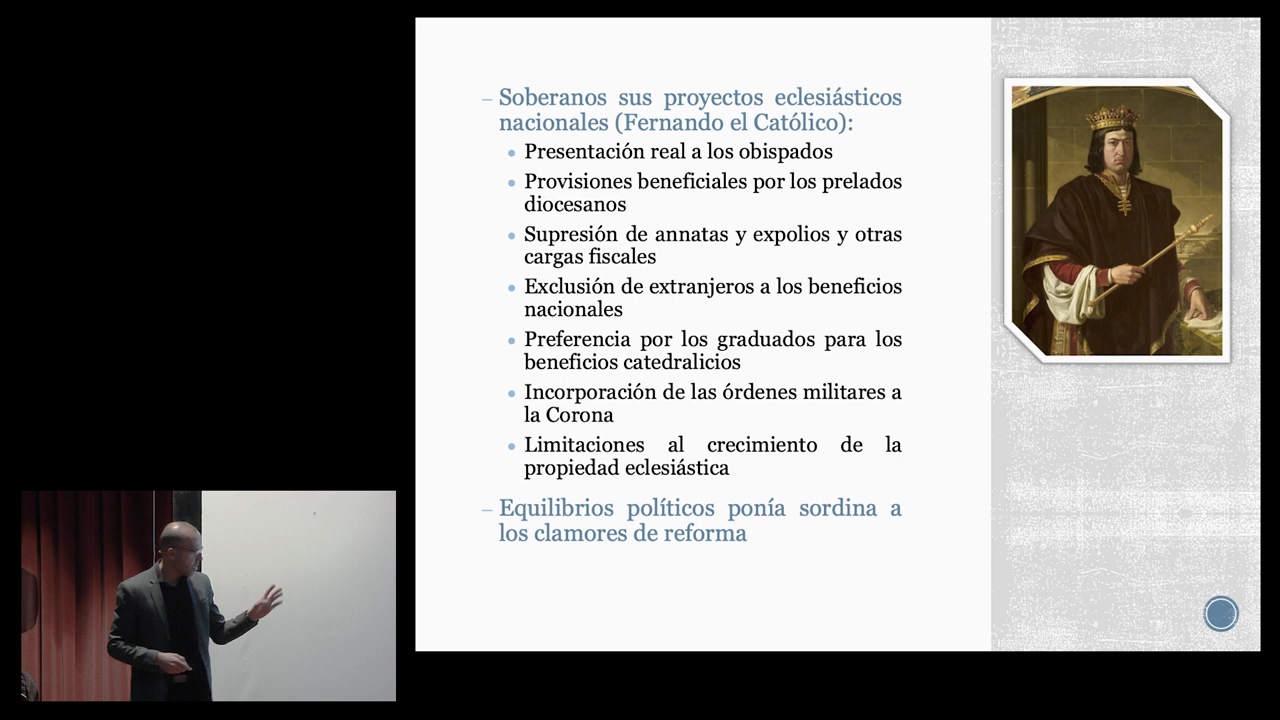 – Soberanos sus proyectos eclesiásticos
nacionales (Fernando el Católico):
• Presentación real a los obispados
• Provisiones beneficiales por los prelados
diocesanos
• Supresión de annatas y expolios y otras
cargas fiscales
• Exclusión de extranjeros a los beneficios
nacionales
• Preferencia por los graduados para los
beneficios catedralicios
• Incorporación de las órdenes militares a
la Corona
• Limitaciones al crecimiento de la
propiedad eclesiástica
– Equilibrios políticos ponía sordina a
los clamores de reforma